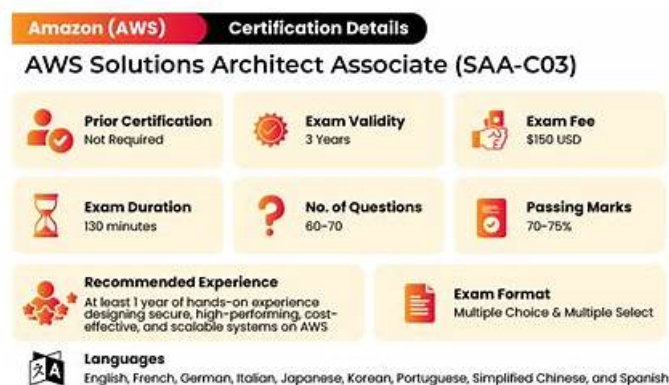 Amazon (AWS)
Certification Details
AWS Solutions Architect Associate (SAA-C03)
Prior Certification
Not Required
Exam Validity
3 Years
Exam Fee
$150 USD
Exam Duration
130 minutes
No. of Questions
60-70
Passing Marks
70-75%
Recommended Experience
At least 1 year of hands-on experience
designing secure, high-performing, cost-
effective, and scalable systems on AWS
Exam Format
Multiple Choice & Multiple Select
Languages
English, French, German, Italian, Japanese, Korean, Portuguese, Simplified Chinese, and Spanish